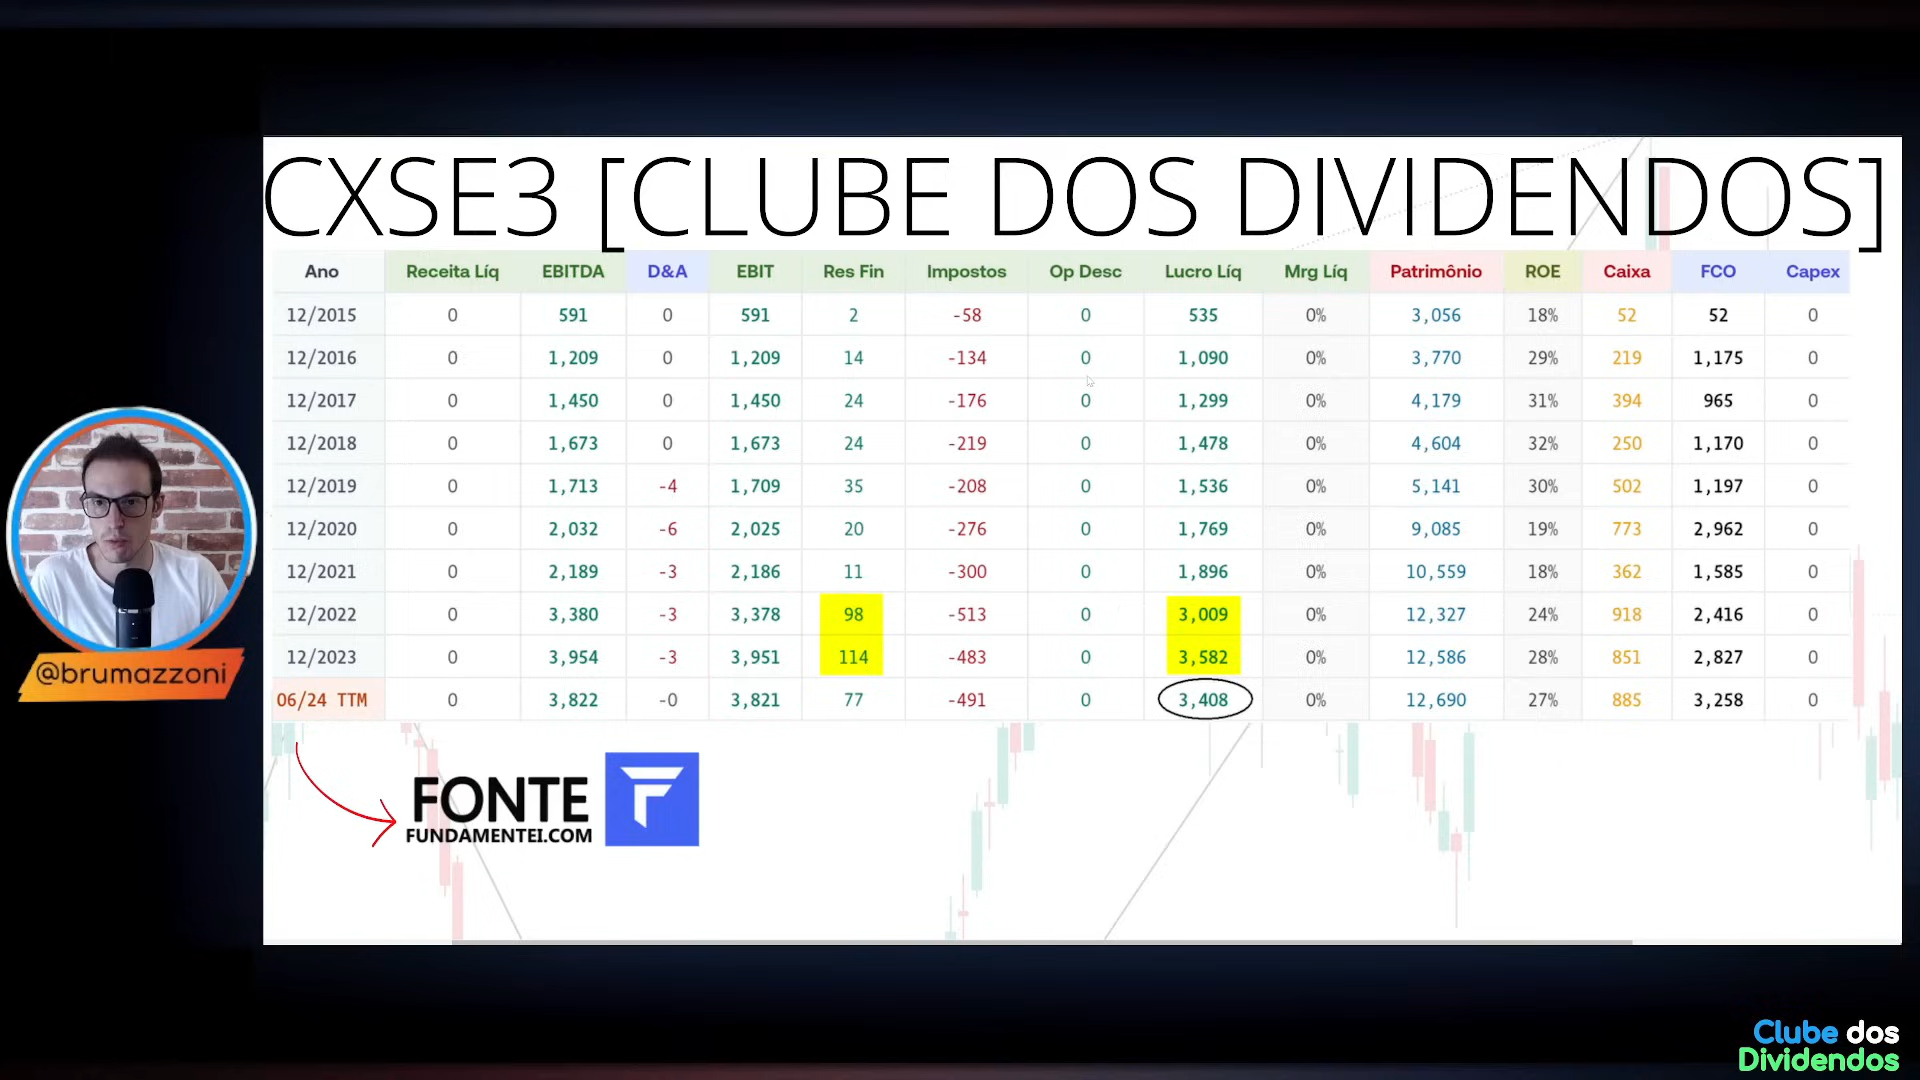 CXSE3 [CLUBE DOS DIVIDENDOS]
Ano Receita Líq EBITDA D&A EBIT Res Fin Impostos Op Desc Lucro Líq Mrg Líq Patrimônio ROE Caixa FCO Capex
12/2015 0 591 0 591 2 -58 0 535 0% 3,056 18% 52 52 0
12/2016 0 1,209 0 1,209 14 -134 0 1,090 0% 3,770 29% 219 1,175 0
12/2017 0 1,450 0 1,450 24 -176 0 1,299 0% 4,179 31% 394 965 0
12/2018 0 1,673 0 1,673 24 -219 0 1,478 0% 4,604 32% 250 1,170 0
12/2019 0 1,713 -4 1,709 35 -208 0 1,536 0% 5,141 30% 502 1,197 0
12/2020 0 2,032 -6 2,025 20 -276 0 1,769 0% 9,085 19% 773 2,962 0
12/2021 0 2,189 -3 2,186 11 -300 0 1,896 0% 10,559 18% 362 1,585 0
12/2022 0 3,380 -3 3,378 98 -513 0 3,009 0% 12,327 24% 918 2,416 0
12/2023 0 3,954 -3 3,951 114 -483 0 3,582 0% 12,586 28% 851 2,827 0
06/24 TTM 0 3,822 -0 3,821 77 -491 0 3,408 0% 12,690 27% 885 3,258 0
@brumazzoni
FONTE
FUNDAMENTEI.COM
Clube dos
Dividendos